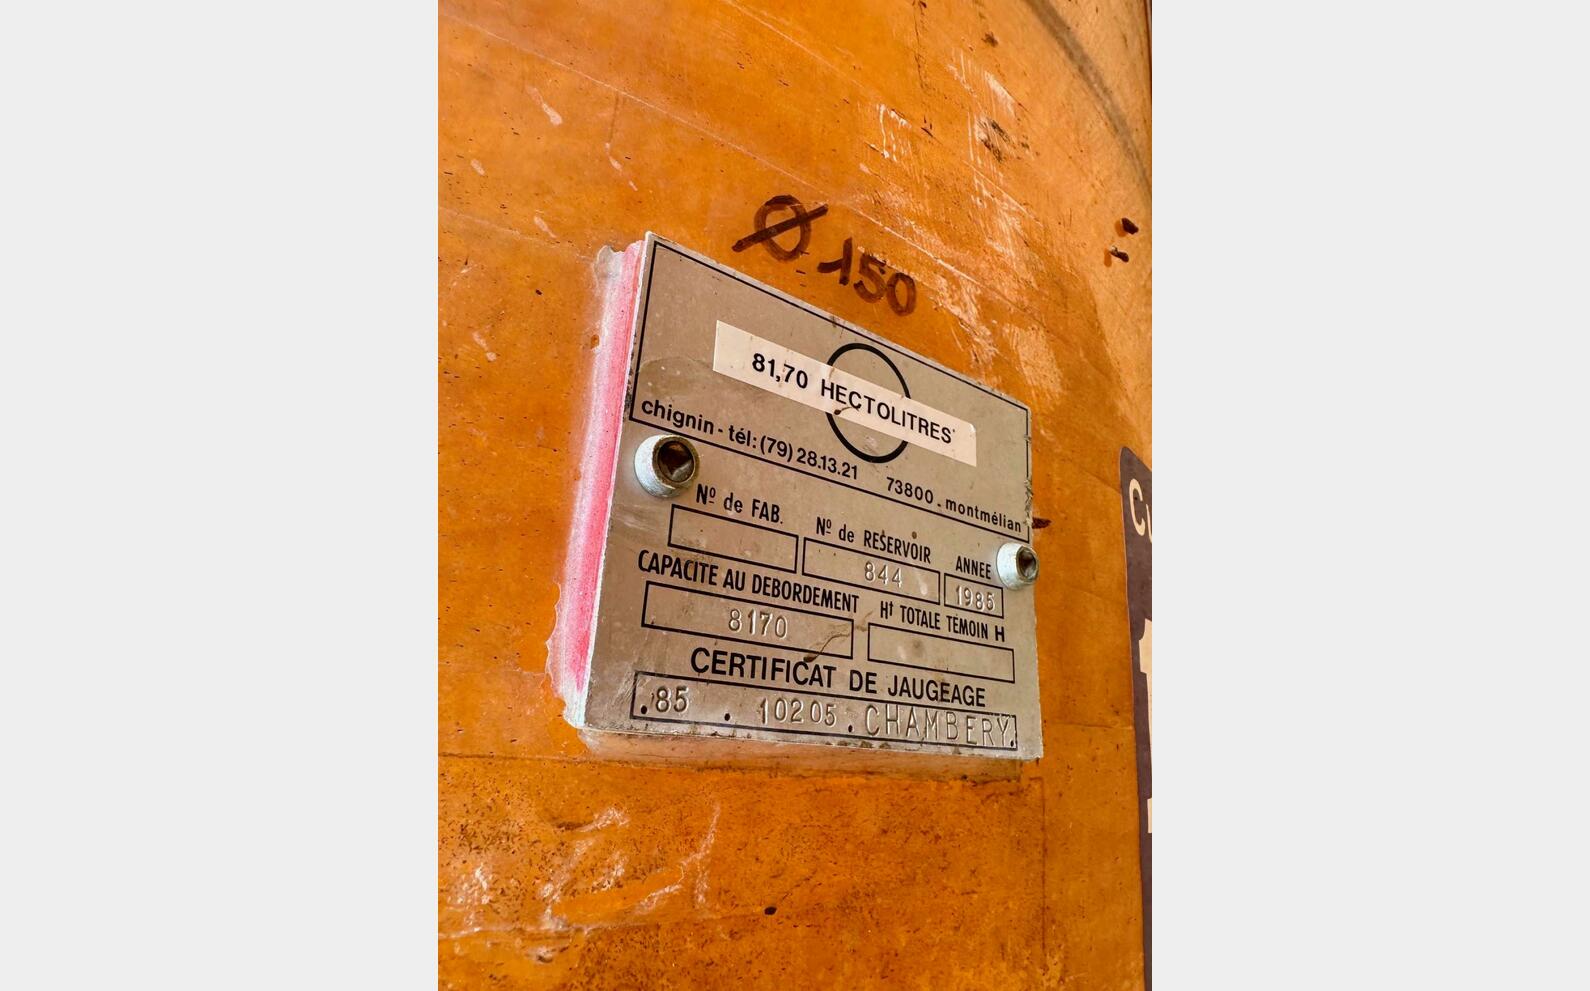 Ø 150
81,70 HECTOLITRES
chignin - tél: (79) 28.13.21 73800 - montmélian
Nº de FAB. Nº de RESERVOIR ANNEE
844 1985
CAPACITE AU DEBORDEMENT Hᵗ TOTALE TEMOIN H
8170
CERTIFICAT DE JAUGEAGE
.85 . 10205 . CHAMBERY.